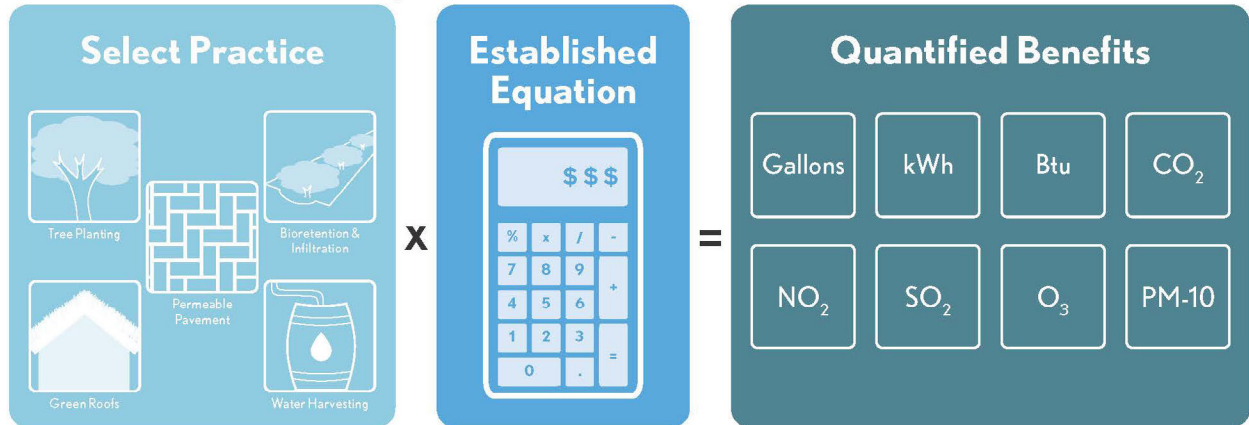 Select Practice
Tree Planting
Bioretention &
Infiltration
Permeable
Pavement
Green Roofs
Water Harvesting
x
Established
Equation
$ $ $
% x / -
7 8 9
+
4 5 6
1 2 3
=
0 .
=
Quantified Benefits
Gallons
kWh
Btu
CO₂
NO₂
SO₂
O₃
PM-10